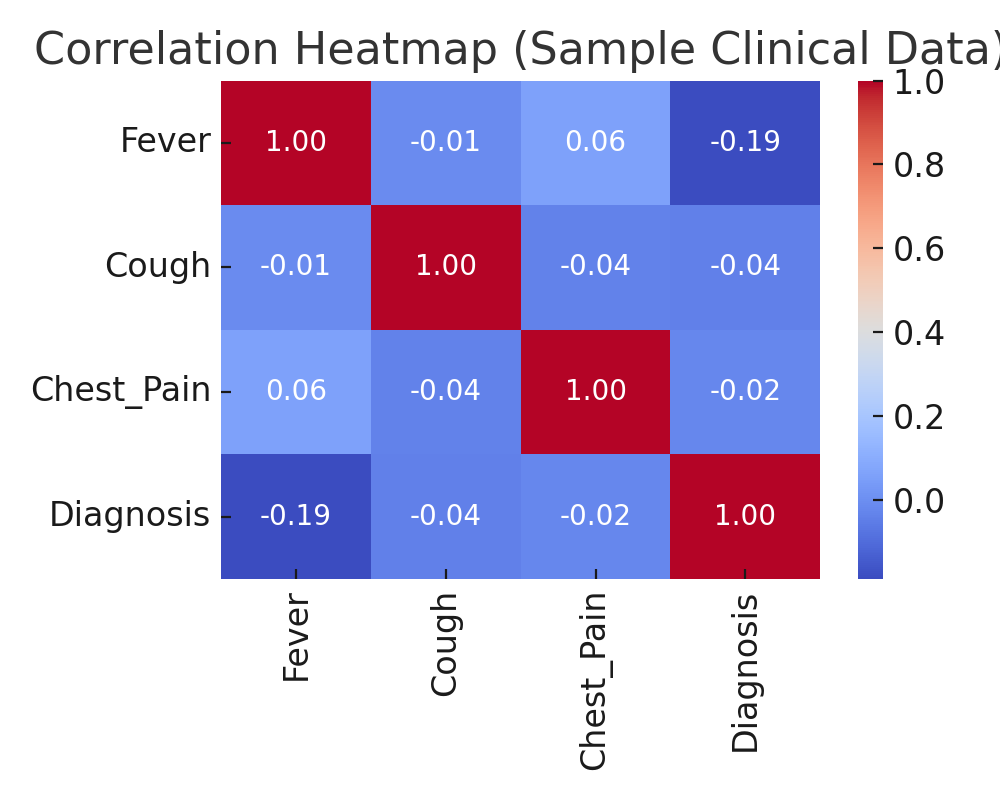 Correlation Heatmap (Sample Clinical Data)
1.0
Fever 1.00 -0.01 0.06 -0.19
0.8
0.6
Cough -0.01 1.00 -0.04 -0.04
0.4
Chest_Pain 0.06 -0.04 1.00 -0.02
0.2
0.0
Diagnosis -0.19 -0.04 -0.02 1.00
Fever Cough Chest_Pain Diagnosis